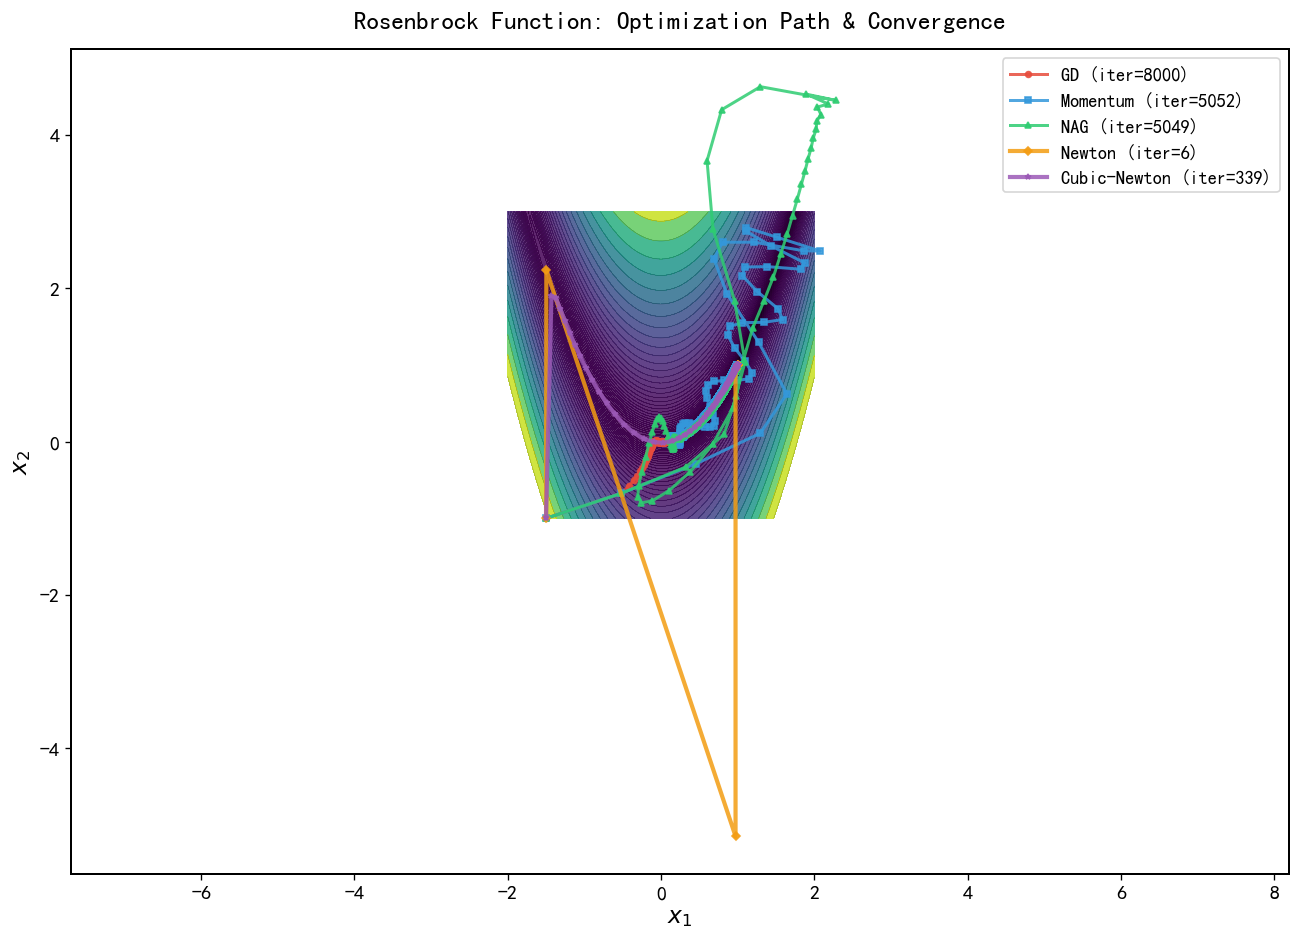 Rosenbrock Function: Optimization Path & Convergence
GD (iter=8000)
Momentum (iter=5052)
NAG (iter=5049)
Newton (iter=6)
Cubic-Newton (iter=339)
4
2
0
−2
−4
x₂
−6
−4
−2
0
2
4
6
8
x₁